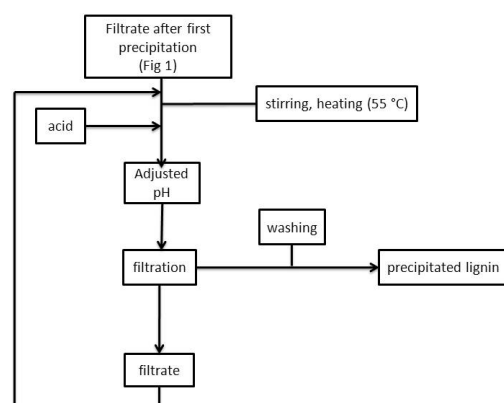 Filtrate after first
precipitation
(Fig 1)
stirring, heating (55 °C)
acid
Adjusted
pH
washing
filtration
precipitated lignin
filtrate